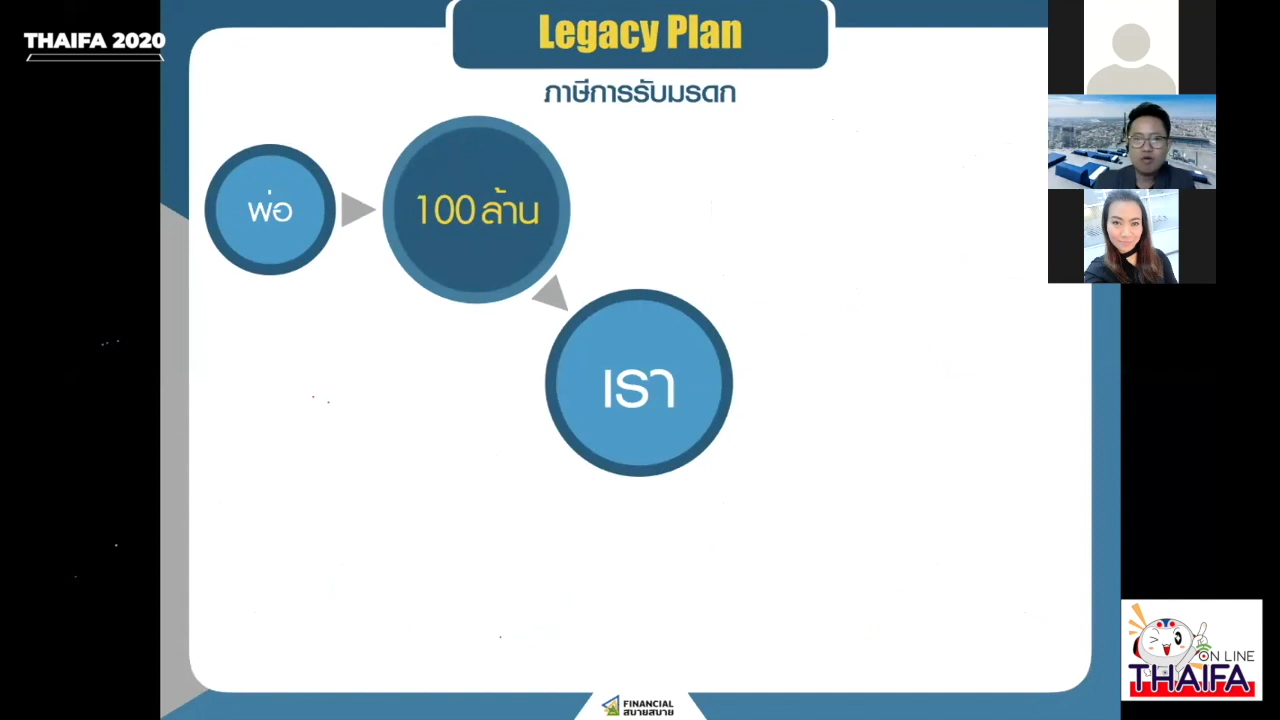 THAIFA 2020
Legacy Plan
ภาษีการรับมรดก
พ่อ
100 ล้าน
เรา
FINANCIAL
สบายสบาย
ON LINE
THAIFA